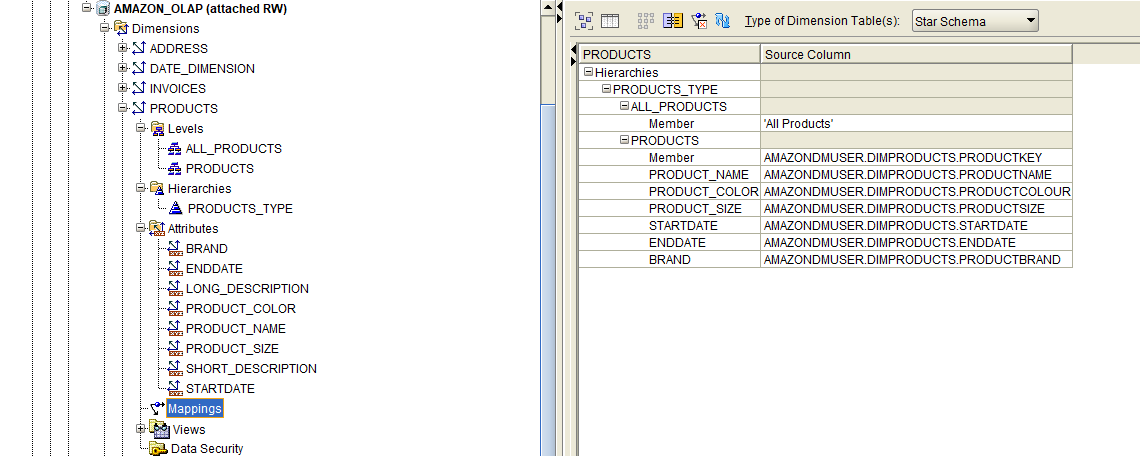 AMAZON_OLAP (attached RW)
Dimensions
ADDRESS
DATE_DIMENSION
INVOICES
PRODUCTS
Levels
ALL_PRODUCTS
PRODUCTS
Hierarchies
PRODUCTS_TYPE
Attributes
BRAND
ENDDATE
LONG_DESCRIPTION
PRODUCT_COLOR
PRODUCT_NAME
PRODUCT_SIZE
SHORT_DESCRIPTION
STARTDATE
Mappings
Views
Data Security
Type of Dimension Table(s): Star Schema
PRODUCTS Source Column
Hierarchies
PRODUCTS_TYPE
ALL_PRODUCTS
Member 'All Products'
PRODUCTS
Member AMAZONDMUSER.DIMPRODUCTS.PRODUCTKEY
PRODUCT_NAME AMAZONDMUSER.DIMPRODUCTS.PRODUCTNAME
PRODUCT_COLOR AMAZONDMUSER.DIMPRODUCTS.PRODUCTCOLOUR
PRODUCT_SIZE AMAZONDMUSER.DIMPRODUCTS.PRODUCTSIZE
STARTDATE AMAZONDMUSER.DIMPRODUCTS.STARTDATE
ENDDATE AMAZONDMUSER.DIMPRODUCTS.ENDDATE
BRAND AMAZONDMUSER.DIMPRODUCTS.PRODUCTBRAND